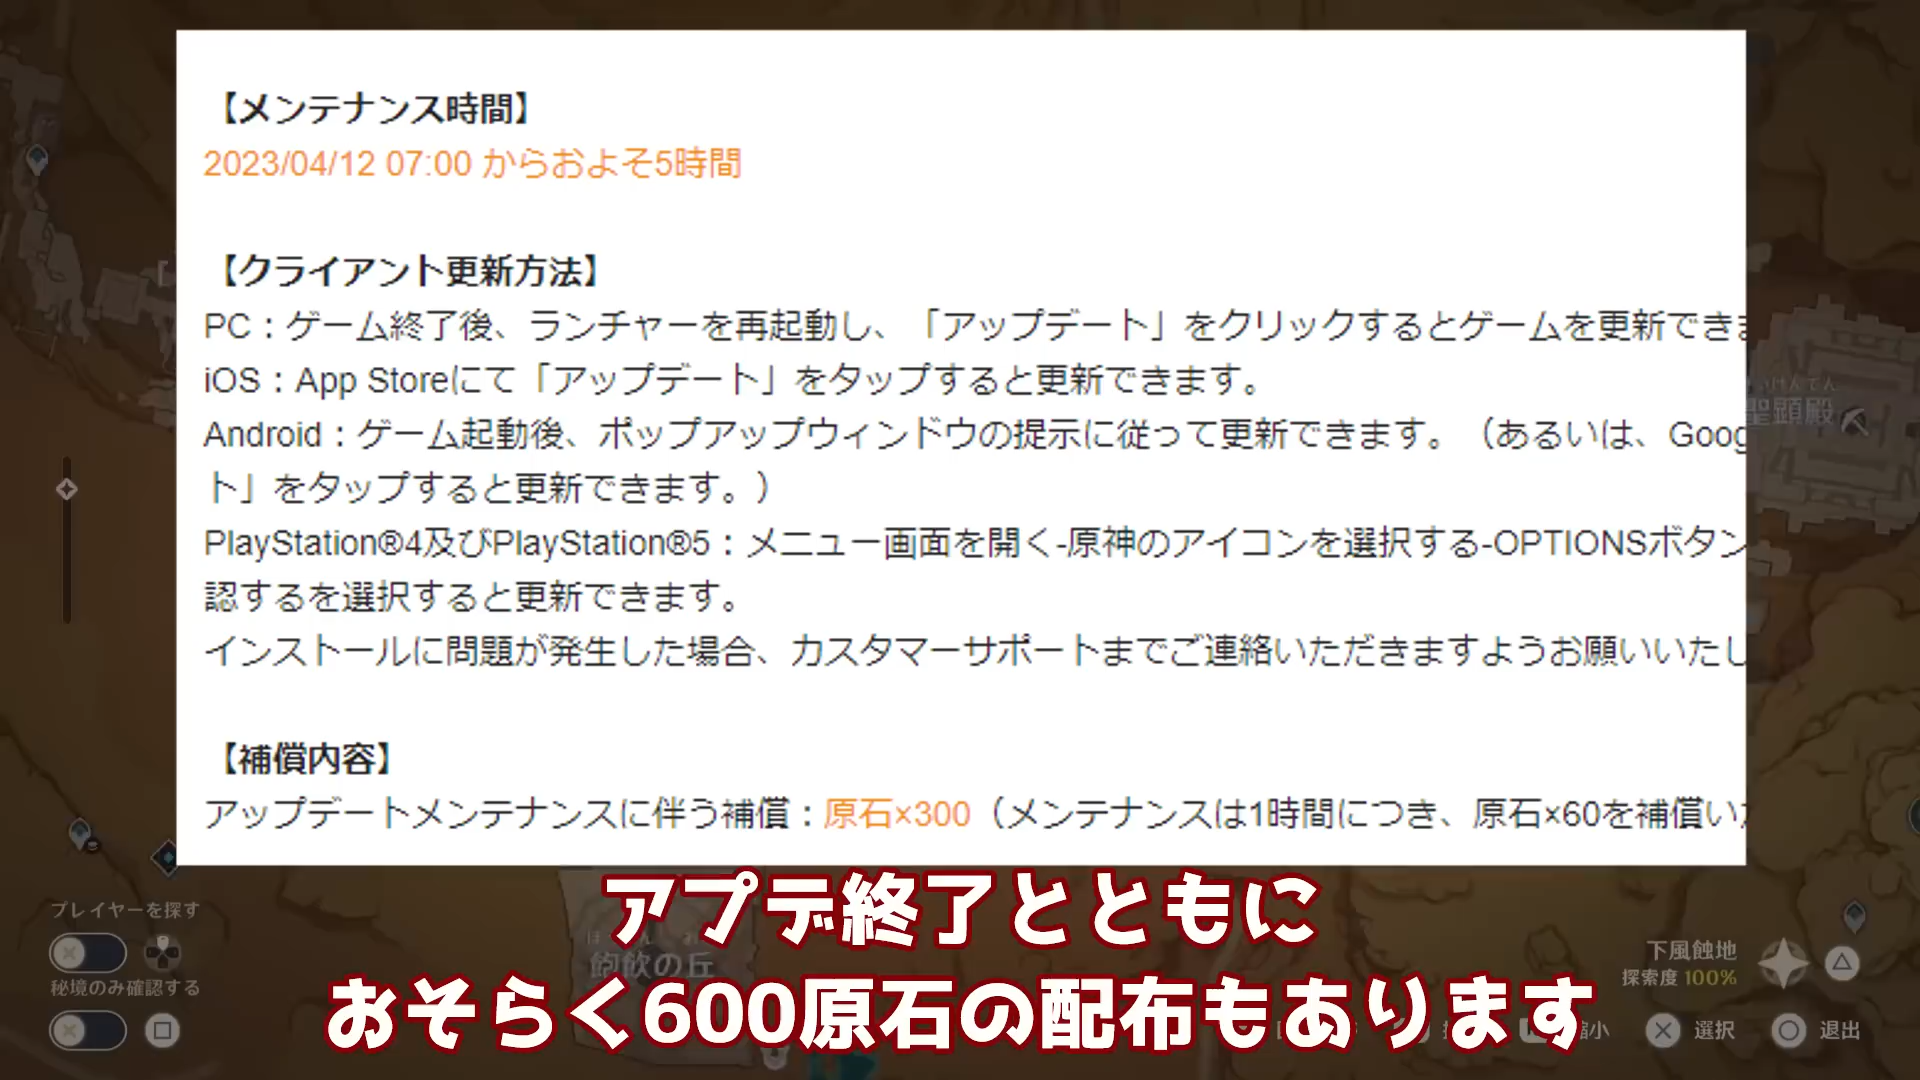 【メンテナンス時間】
2023/04/12 07:00 からおよそ5時間
【クライアント更新方法】
PC：ゲーム終了後、ランチャーを再起動し、「アップデート」をクリックするとゲームを更新でき
iOS：App Storeにて「アップデート」をタップすると更新できます。
Android：ゲーム起動後、ポップアップウィンドウの提示に従って更新できます。（あるいは、Goog
ト」をタップすると更新できます。）
PlayStation®4及びPlayStation®5：メニュー画面を開く-原神のアイコンを選択する-OPTIONSボタン
認するを選択すると更新できます。
インストールに問題が発生した場合、カスタマーサポートまでご連絡いただきますようお願いいたし
【補償内容】
アップデートメンテナンスに伴う補償：原石×300（メンテナンスは1時間につき、原石×60を補償い
聖顕殿
アプデ終了とともに
おそらく600原石の配布もあります
プレイヤーを探す
秘境のみ確認する
飽飲の丘
下風蝕地
探索度 100%
縮小
選択
退出